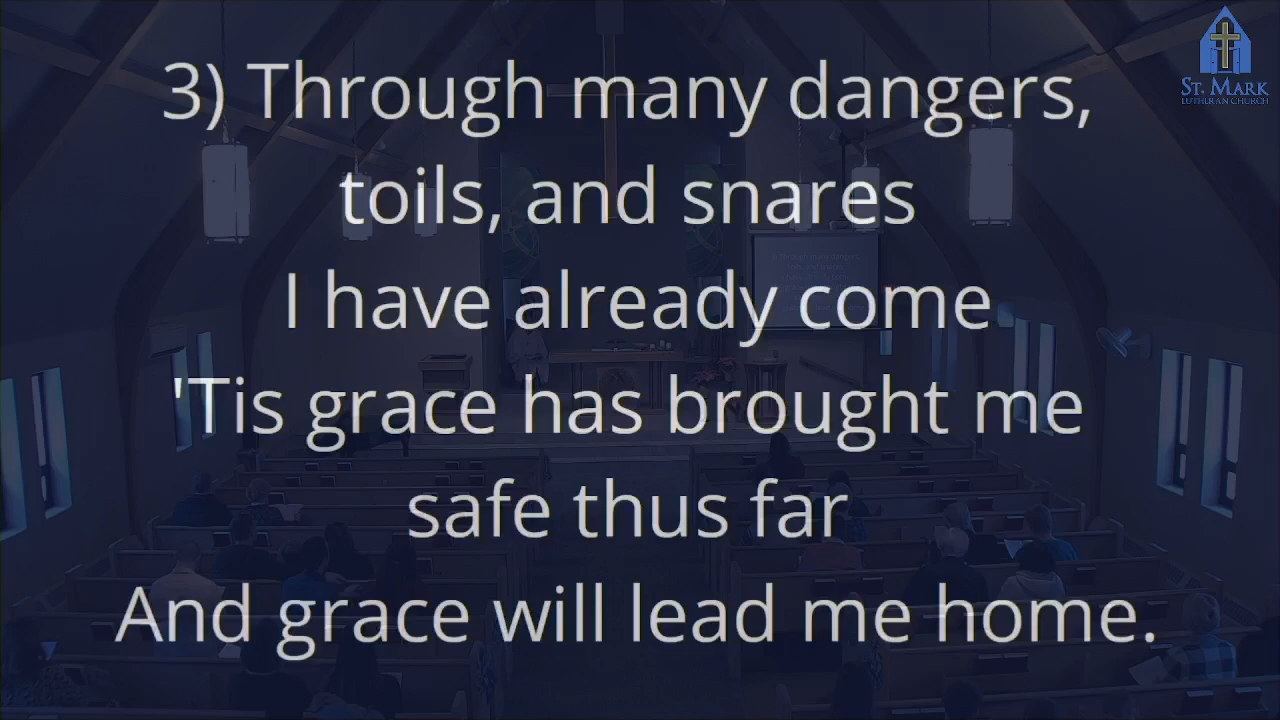 3) Through many dangers,
toils, and snares
I have already come
'Tis grace has brought me
safe thus far
And grace will lead me home.
ST. MARK
LUTHERAN CHURCH